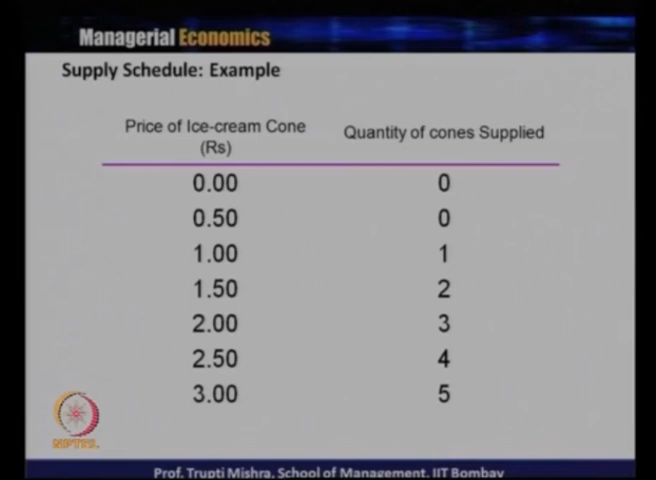 Managerial Economics
Supply Schedule: Example
Price of Ice-cream Cone Quantity of cones Supplied
(Rs)
0.00 0
0.50 0
1.00 1
1.50 2
2.00 3
2.50 4
3.00 5
NPTEL
Prof. Trupti Mishra, School of Management, IIT Bombay